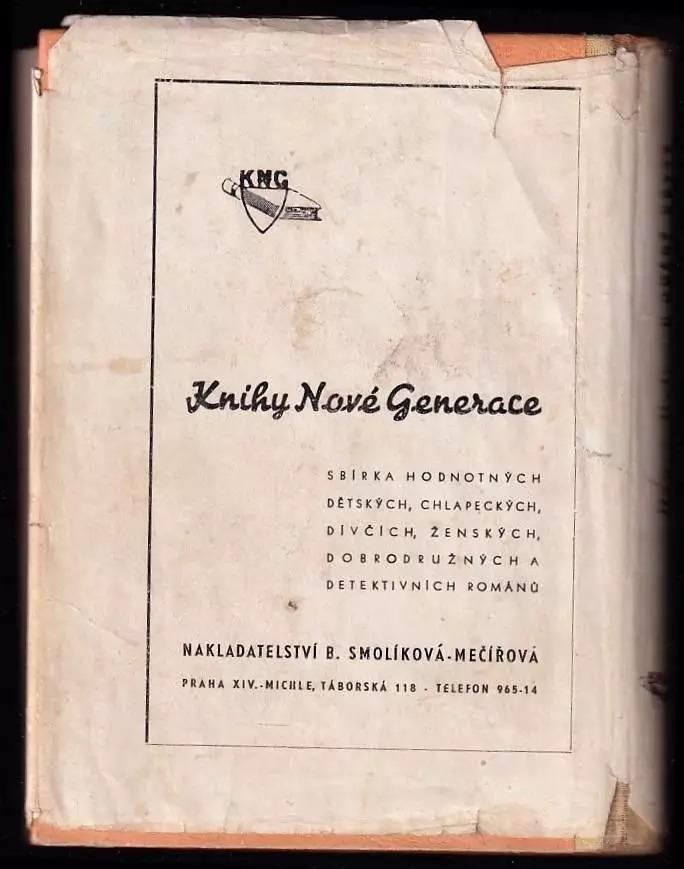 KNG
Knihy Nové Generace
SBÍRKA HODNOTNÝCH
DĚTSKÝCH, CHLAPECKÝCH,
DÍVČÍCH, ŽENSKÝCH,
DOBRODRUŽNÝCH A
DETEKTIVNÍCH ROMÁNŮ
NAKLADATELSTVÍ B. SMOLÍKOVÁ-MEČÍŘOVÁ
PRAHA XIV.-MICHLE, TÁBORSKÁ 118 - TELEFON 965-14